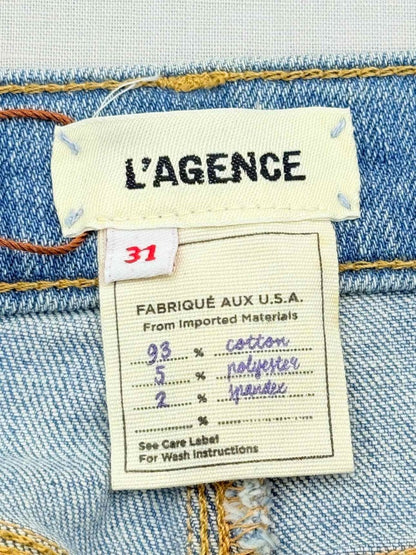 L'AGENCE
31
FABRIQUÉ AUX U.S.A.
From Imported Materials
93 % cotton
5 % polyester
2 % spandex
%
See Care Label
For Wash Instructions